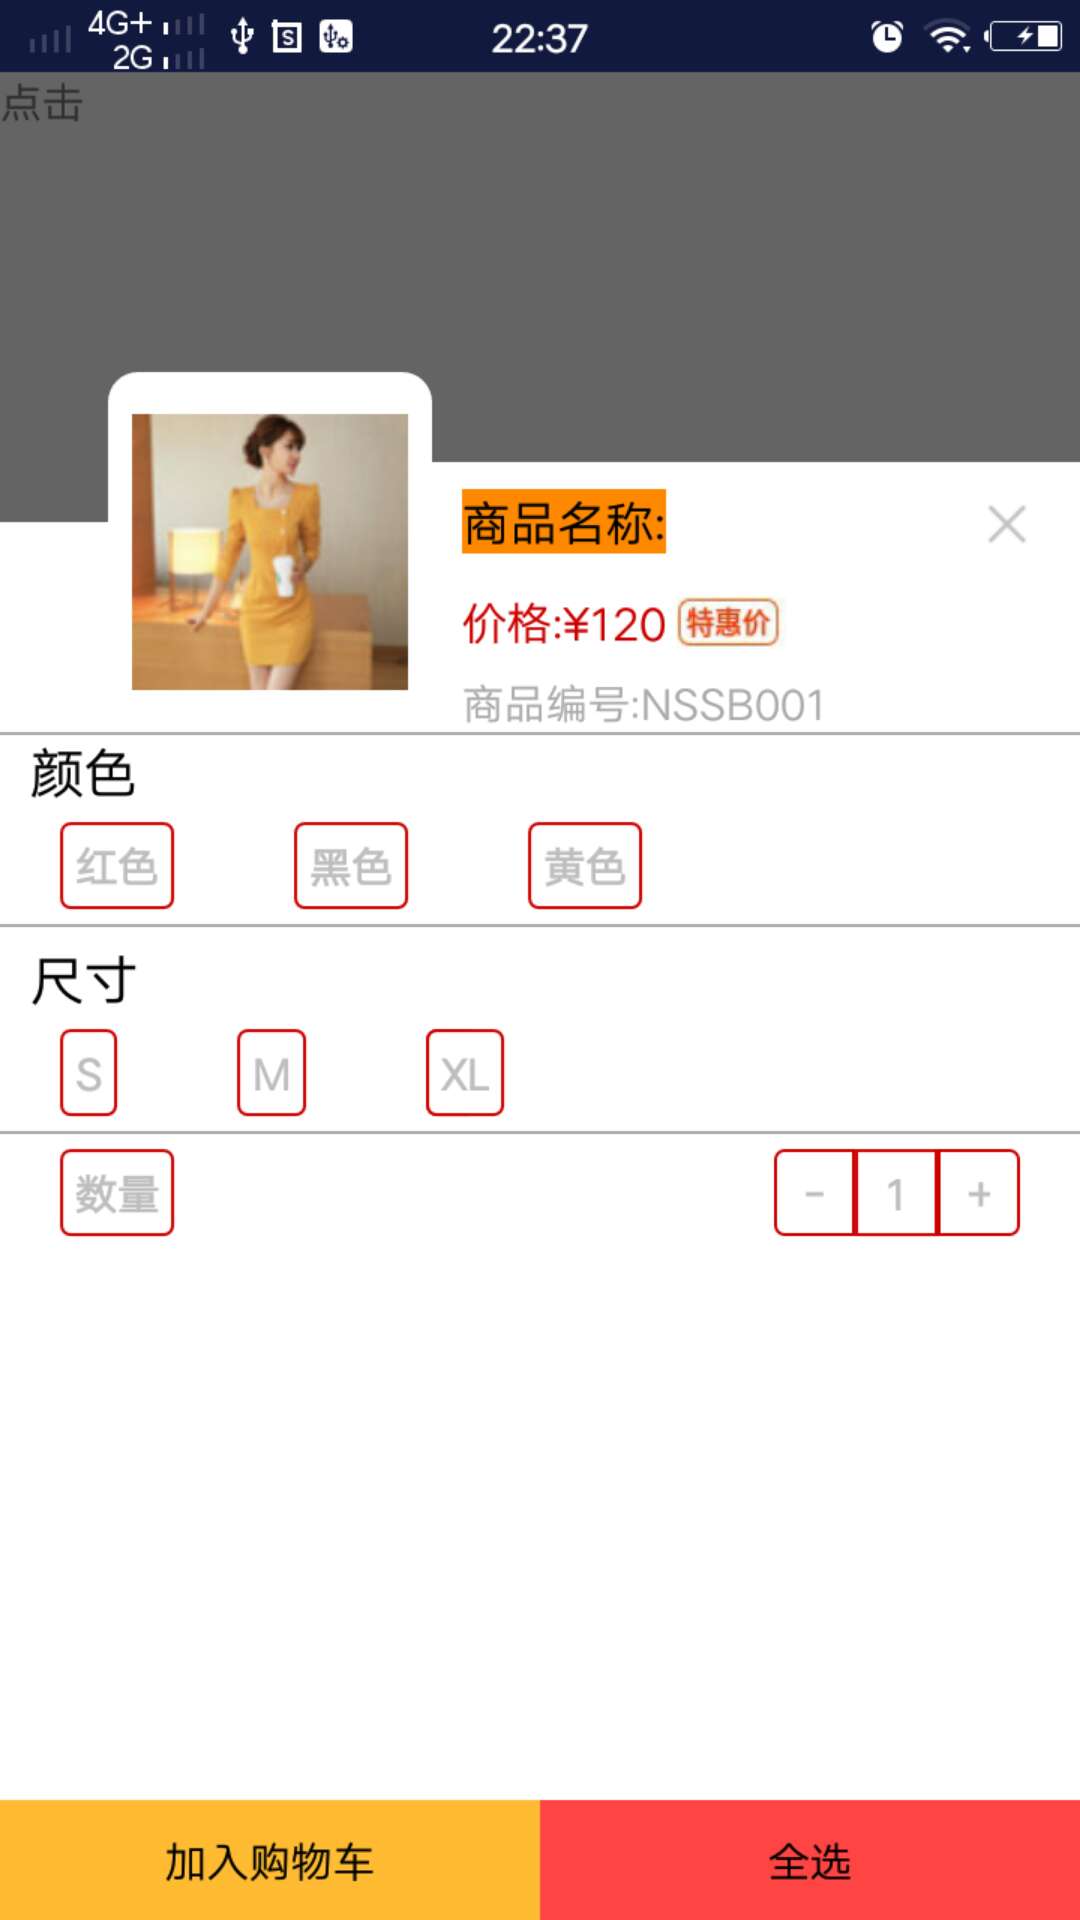 4G+
2G
22:37
点击
商品名称:
价格:¥120 特惠价
商品编号:NSSB001
颜色
红色 黑色 黄色
尺寸
S M XL
数量 - 1 +
加入购物车 全选